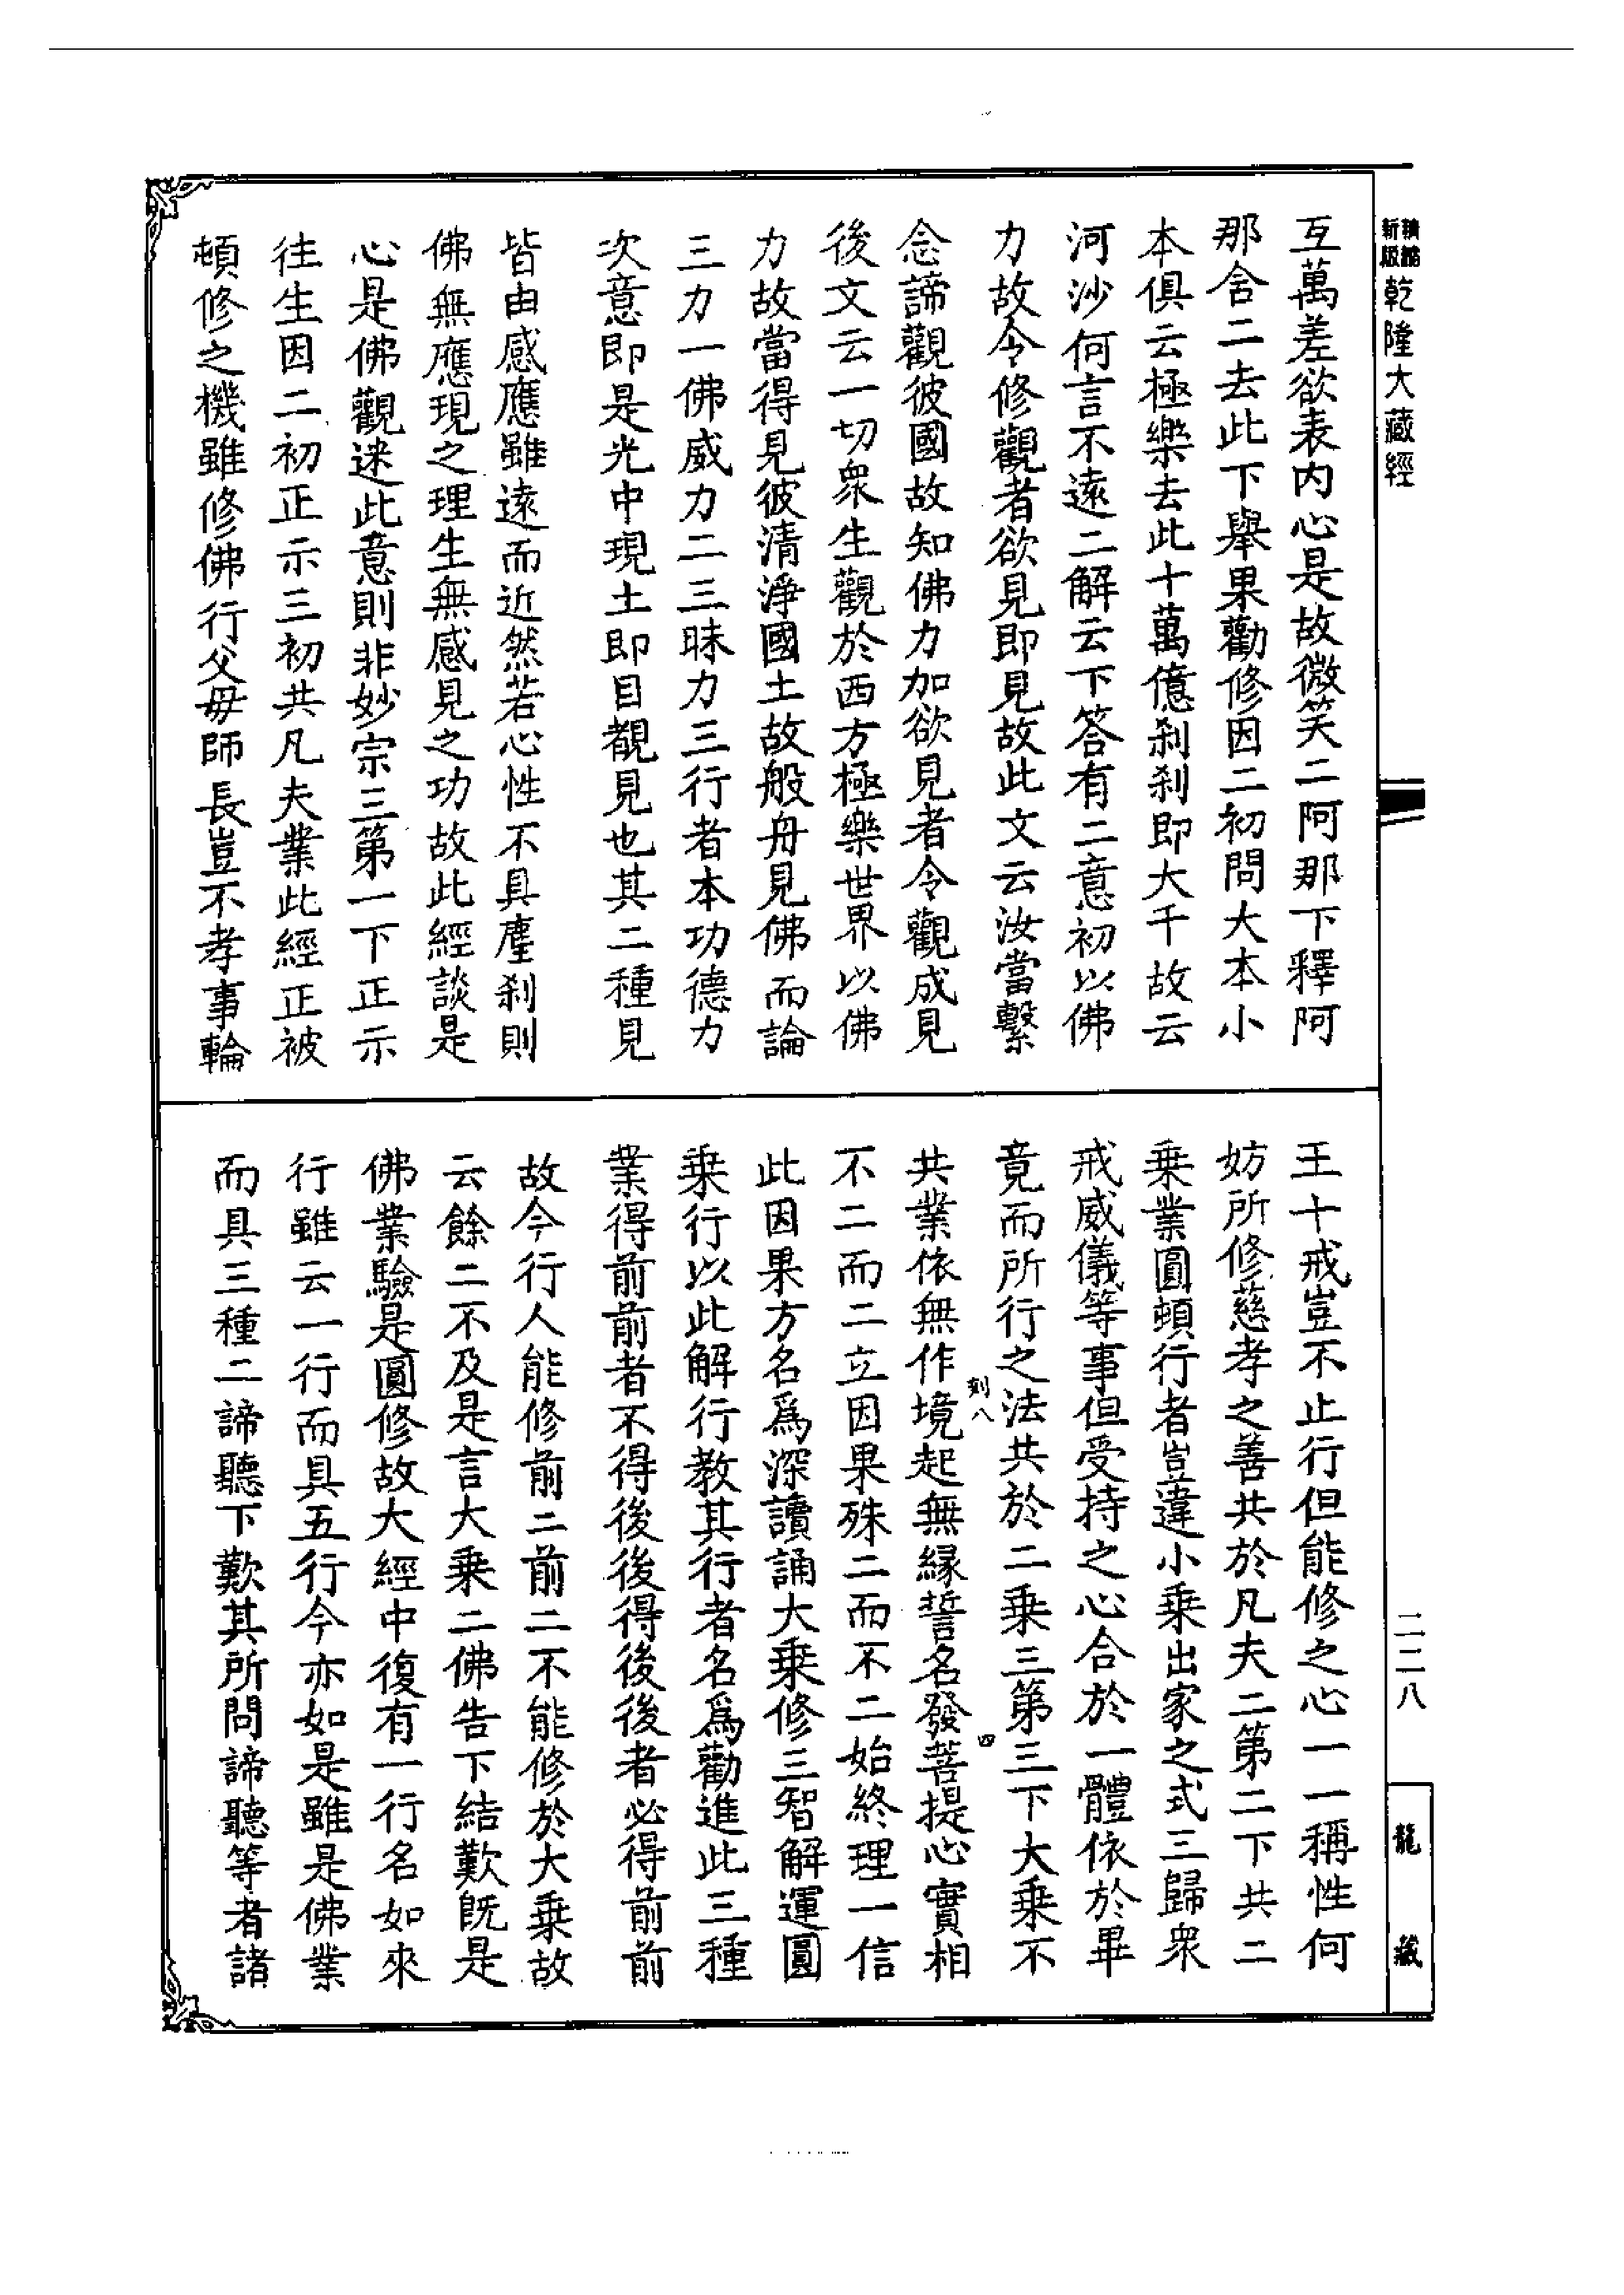 新版
乾隆大藏經
互萬差欲表内心是故微笑二阿那下釋阿
那含二去此下舉果勸修因二初問大本小
本俱云極樂去此十萬億刹刹即大千故云
河沙何言不遠二解云下答有二意初以佛
力故令修觀者欲見即見故此文云汝當繫
念諦觀彼國故知佛力加欲見者令觀成見
後文云一切衆生觀於西方極樂世界以佛
力故當得見彼清淨國土故般舟見佛而論
三力一佛威力二三昧力三行者本功德力
次意即是光中現土即目覩見也其二種見
皆由感應雖遠而近然若心性不具塵刹則
佛無應現之理生無感見之功故此經談是
心是佛觀迷此意則非妙宗三第一下正示
往生因二初正示三初共凡夫業此經正被
頓修之機雖修佛行父母師長豈不孝事輪
王十戒豈不止行但能修之心一一稱性何
妨所修慈孝之善共於凡夫二第二下共二
乗業圓頓行者豈違小乗出家之式三歸衆
戒威儀等事但受持之心合於一體依於畢
竟而所行之法共於二乗三第三下大乗不
刻八
四
共業依無作境起無緣誓名發菩提心實相
不二而二立因果殊二而不二始終理一信
此因果方名爲深讀誦大乗修三智解運圓
乗行以此解行教其行者名爲勸進此三種
業得前前者不得後後得後後者必得前前
故今行人能修前二前二不能修於大乗故
云餘二不及是言大乗二佛告下結歎旣是
佛業驗是圓修故大經中復有一行名如來
行雖云一行而具五行今亦如是雖是佛業
而具三種二諦聽下歎其所問諦聽等者諸
二二八
龍藏